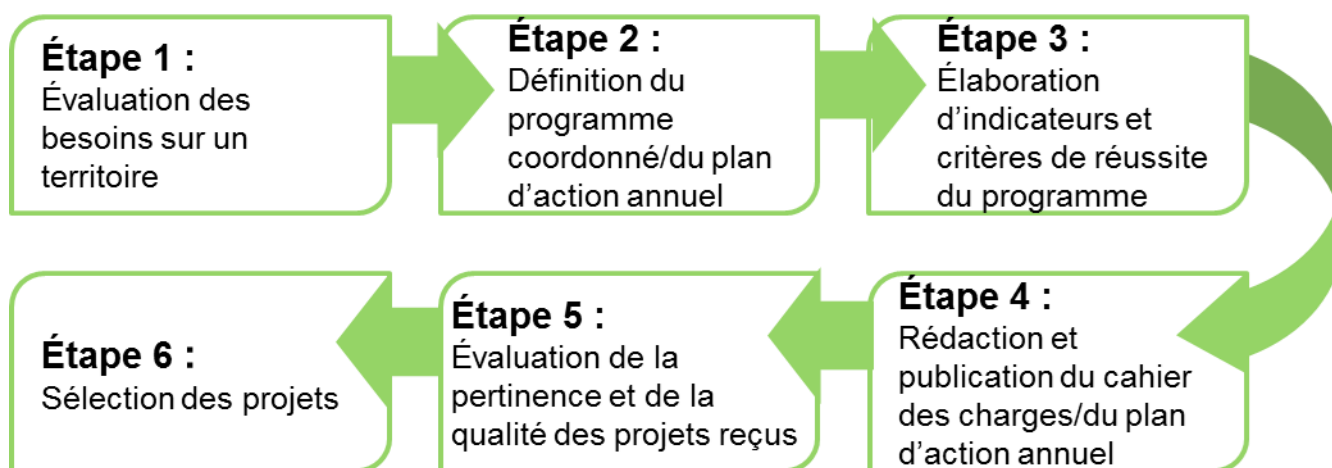 Étape 1 :
Évaluation des
besoins sur un
territoire
Étape 2 :
Définition du
programme
coordonné/du plan
d’action annuel
Étape 3 :
Élaboration
d’indicateurs et
critères de réussite
du programme
Étape 4 :
Rédaction et
publication du cahier
des charges/du plan
d’action annuel
Étape 5 :
Évaluation de la
pertinence et de la
qualité des projets reçus
Étape 6 :
Sélection des projets